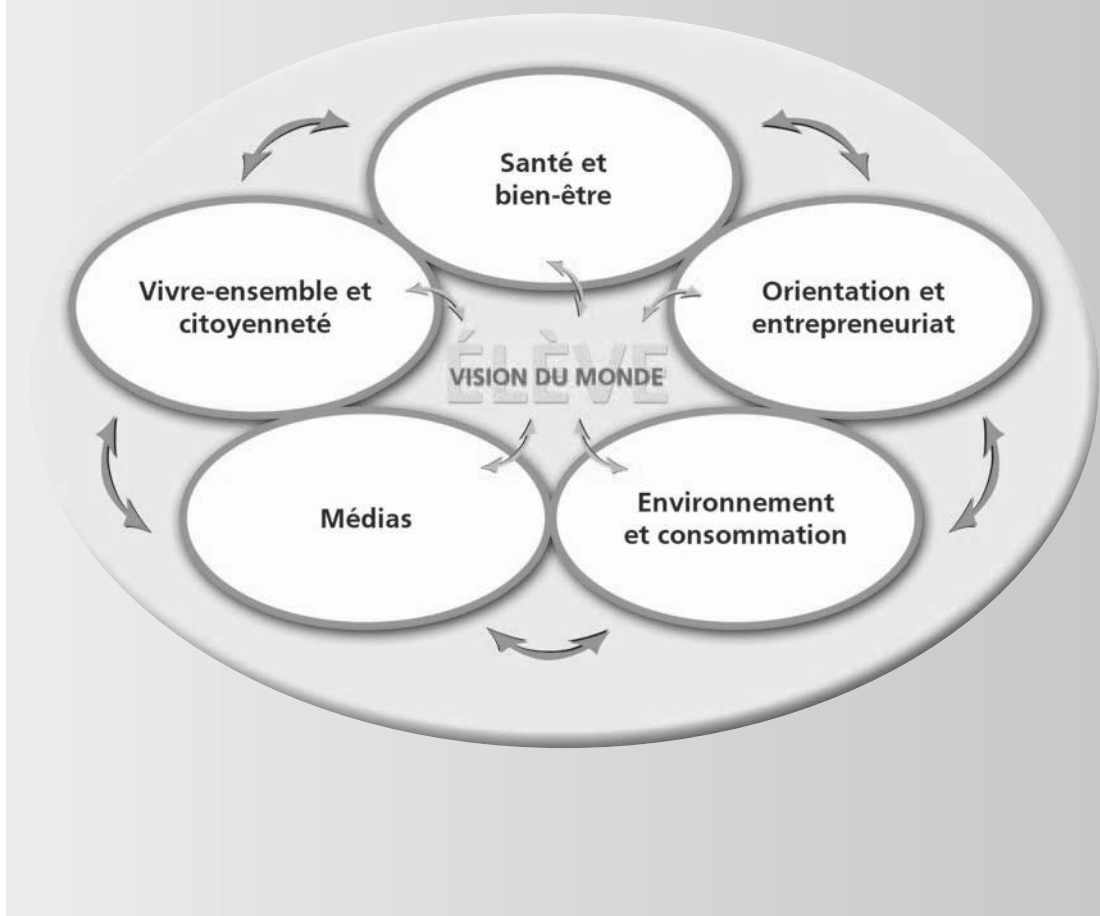 Santé et
bien-être
Vivre-ensemble et
citoyenneté
Orientation et
entrepreneuriat
ÉLÈVE
VISION DU MONDE
Médias
Environnement
et consommation